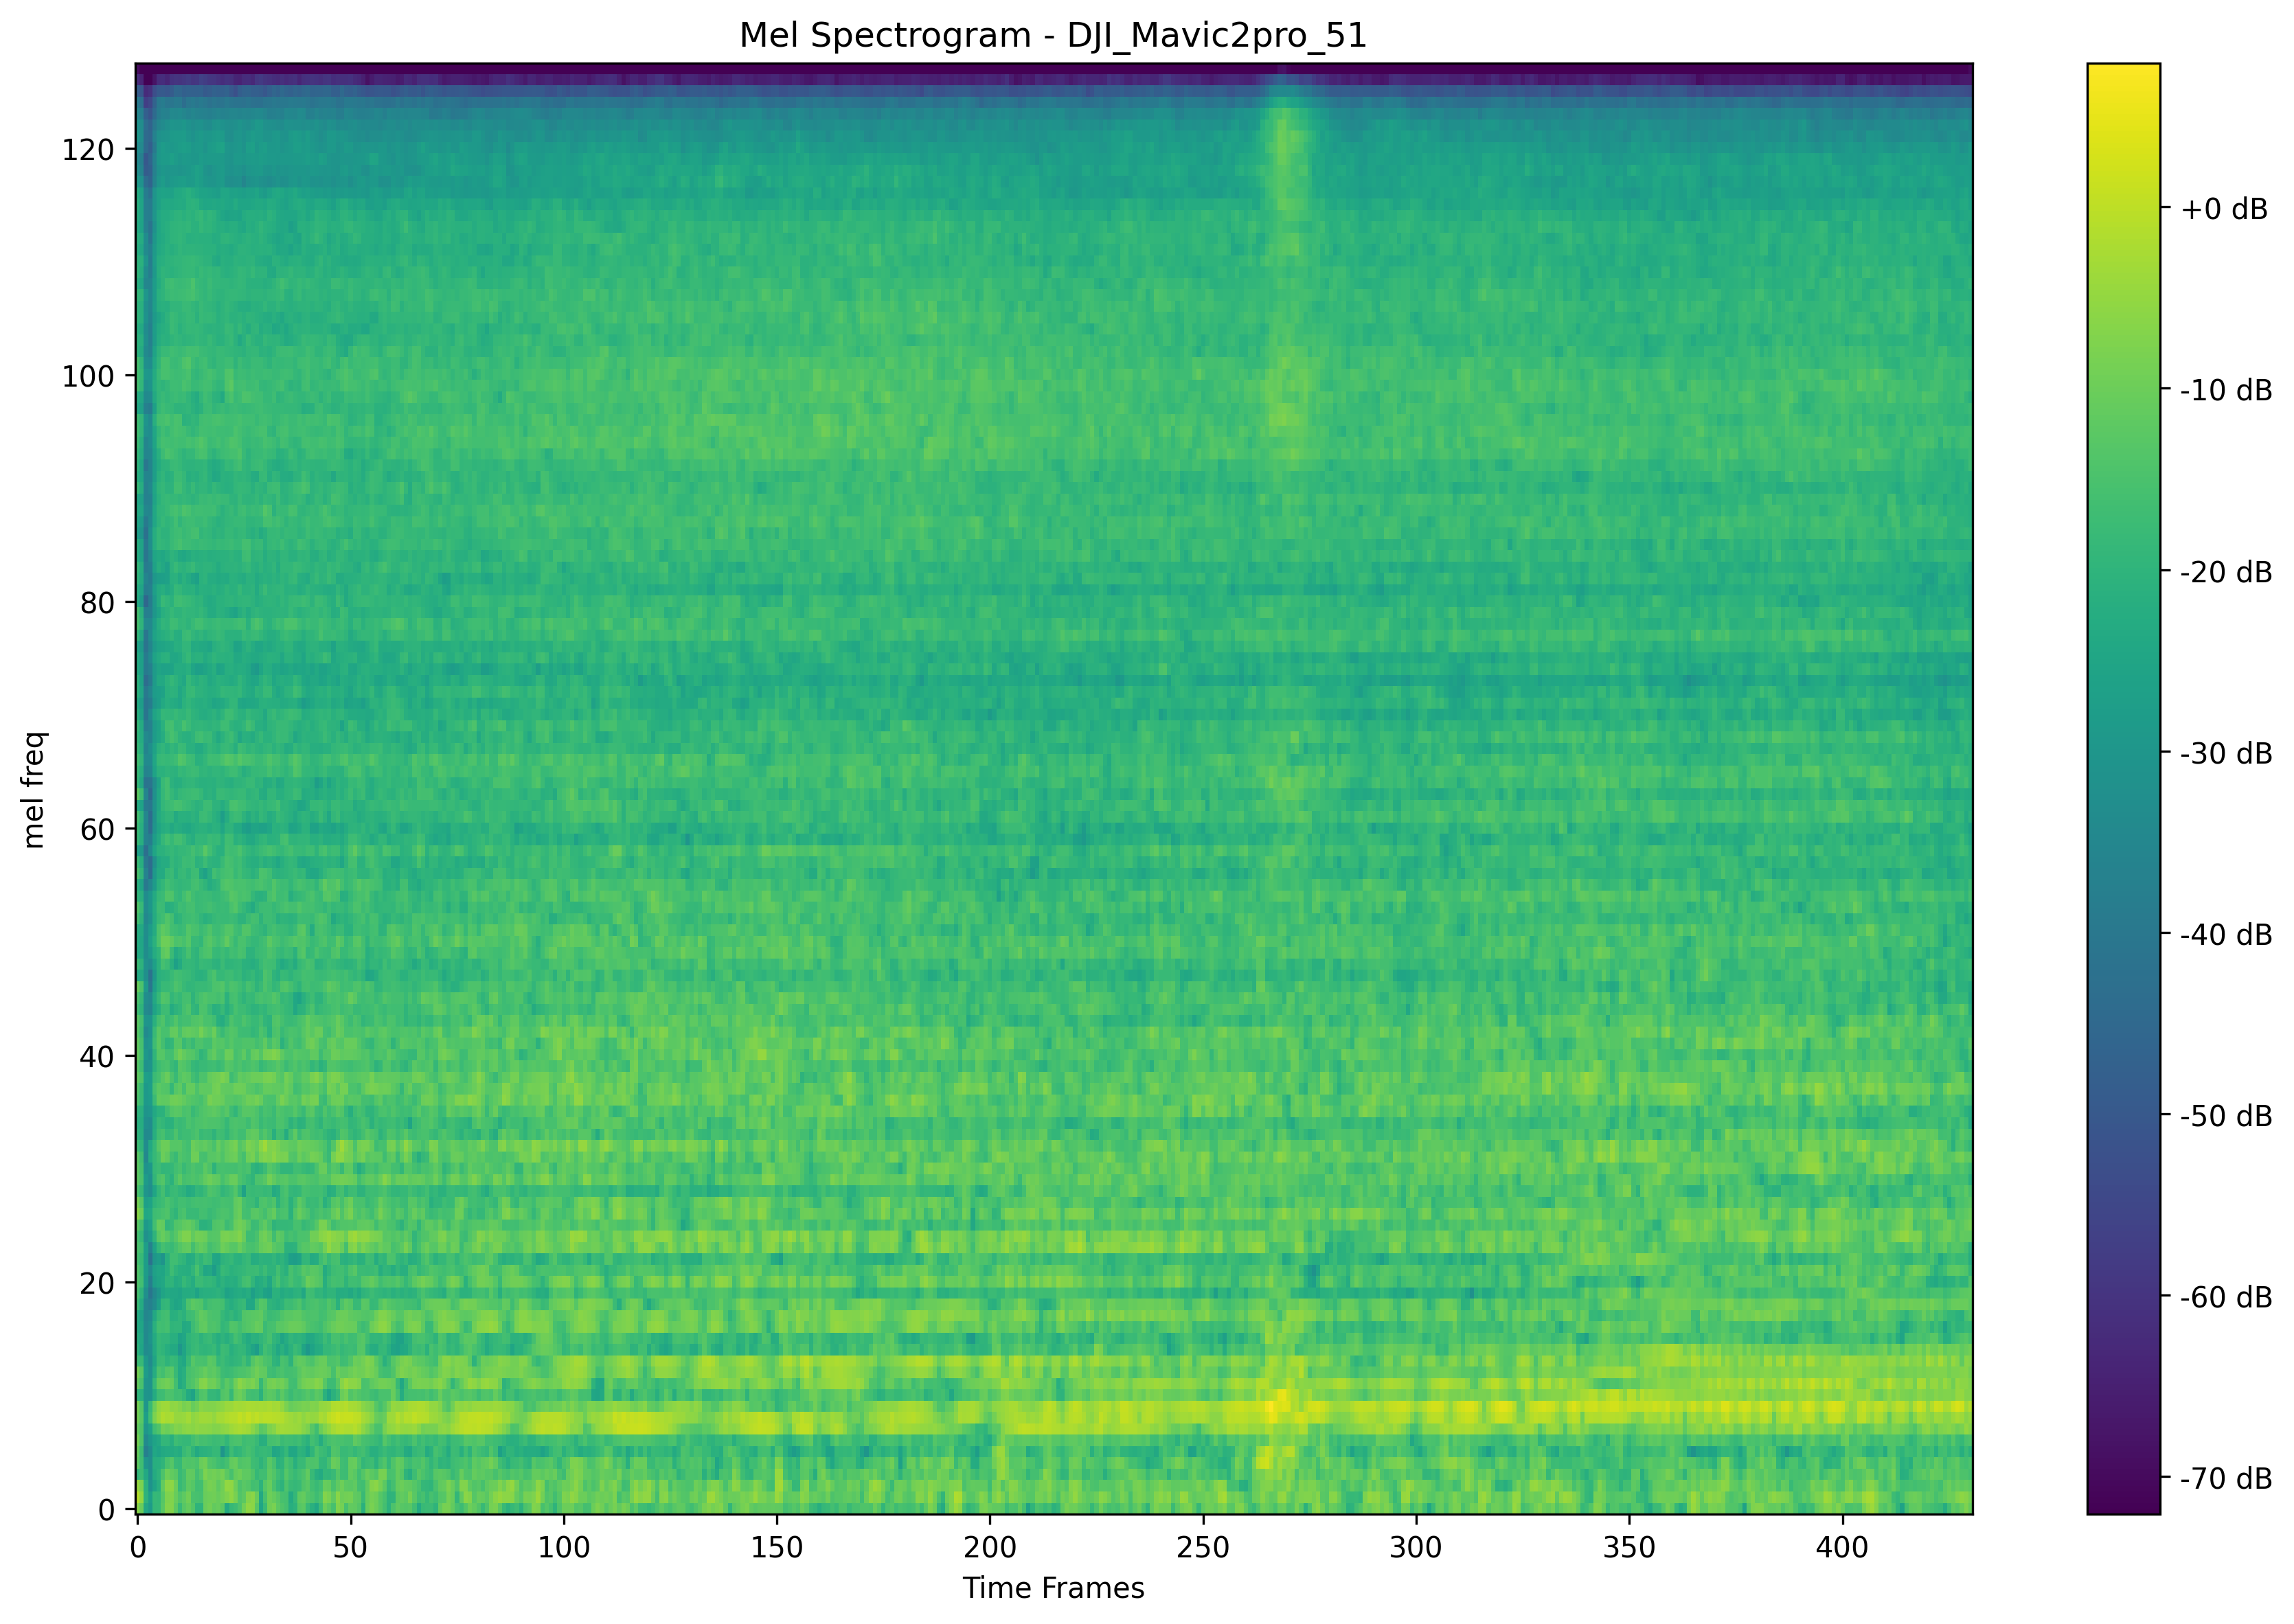 Mel Spectrogram - DJI_Mavic2pro_51
mel freq
120
100
80
60
40
20
0
0 50 100 150 200 250 300 350 400
Time Frames
+0 dB
-10 dB
-20 dB
-30 dB
-40 dB
-50 dB
-60 dB
-70 dB